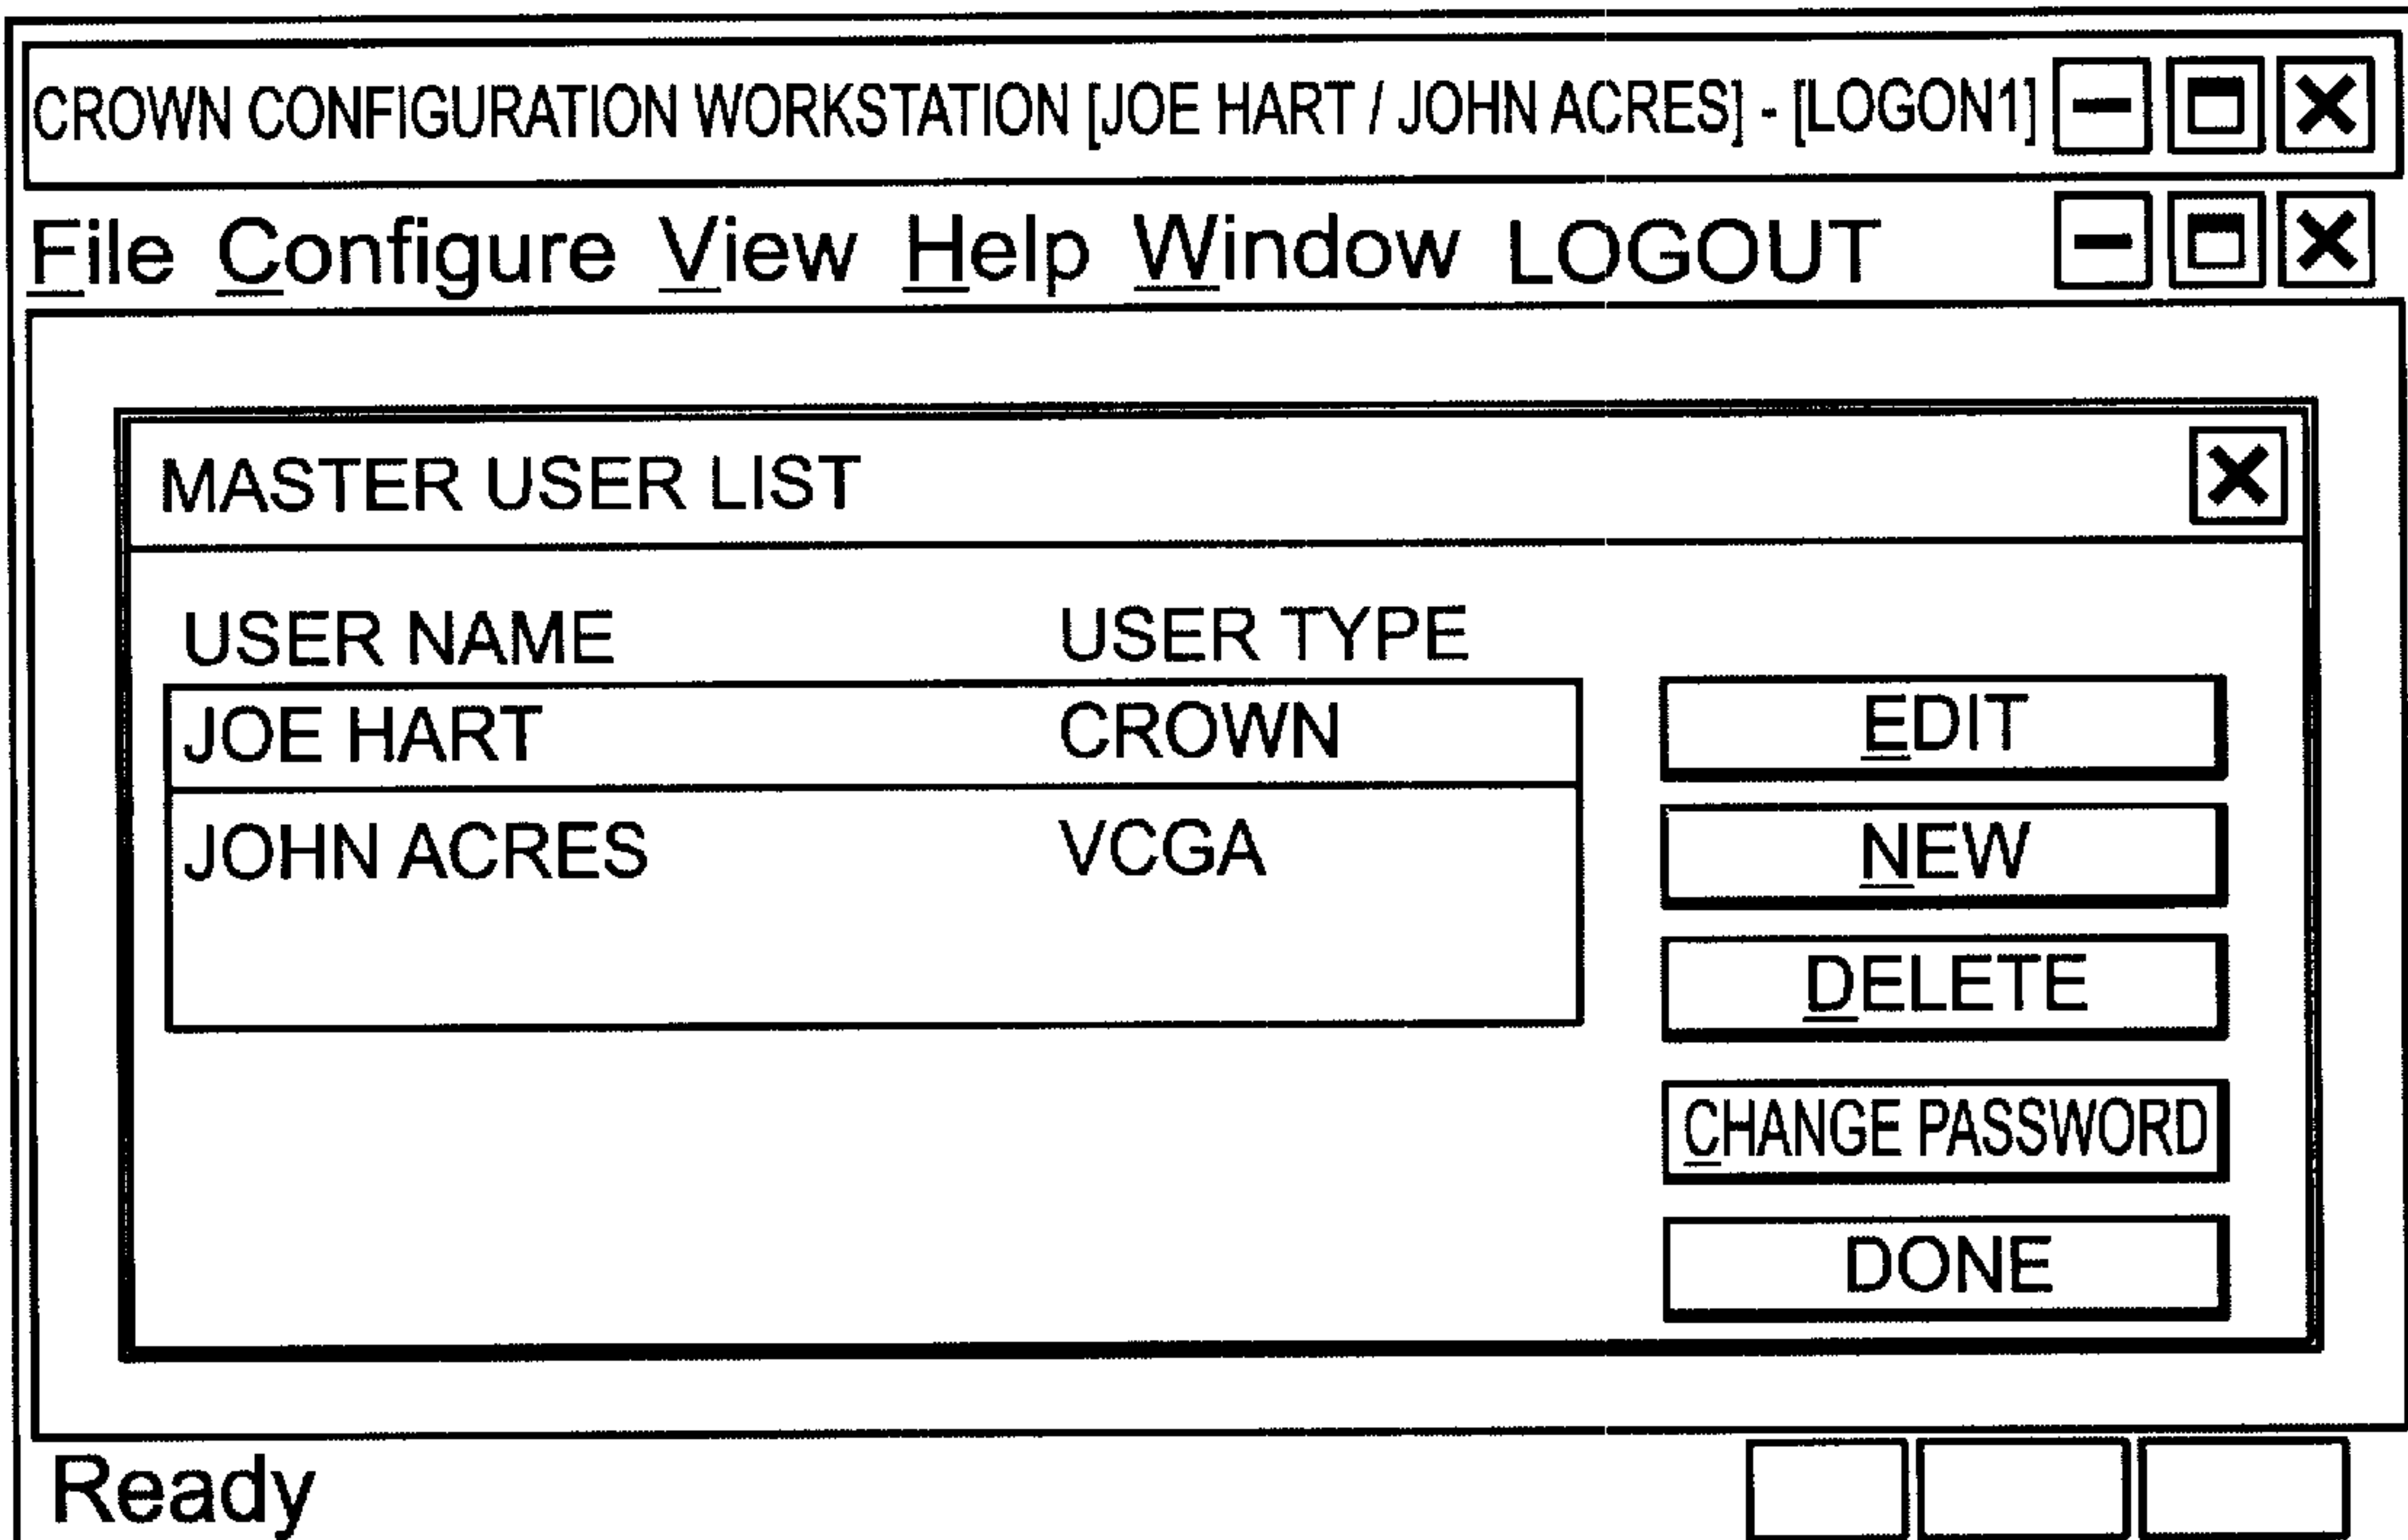 CROWN CONFIGURATION WORKSTATION [JOE HART / JOHN ACRES] - [LOGON1]
File Configure View Help Window LOGOUT
MASTER USER LIST
USER NAME USER TYPE
JOE HART CROWN EDIT
JOHN ACRES VCGA NEW
DELETE
CHANGE PASSWORD
DONE
Ready